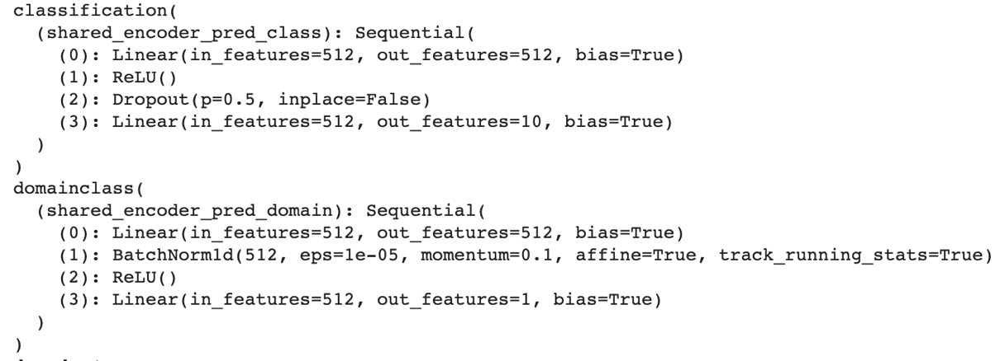 classification(
  (shared_encoder_pred_class): Sequential(
    (0): Linear(in_features=512, out_features=512, bias=True)
    (1): ReLU()
    (2): Dropout(p=0.5, inplace=False)
    (3): Linear(in_features=512, out_features=10, bias=True)
  )
)
domainclass(
  (shared_encoder_pred_domain): Sequential(
    (0): Linear(in_features=512, out_features=512, bias=True)
    (1): BatchNorm1d(512, eps=1e-05, momentum=0.1, affine=True, track_running_stats=True)
    (2): ReLU()
    (3): Linear(in_features=512, out_features=1, bias=True)
  )
)